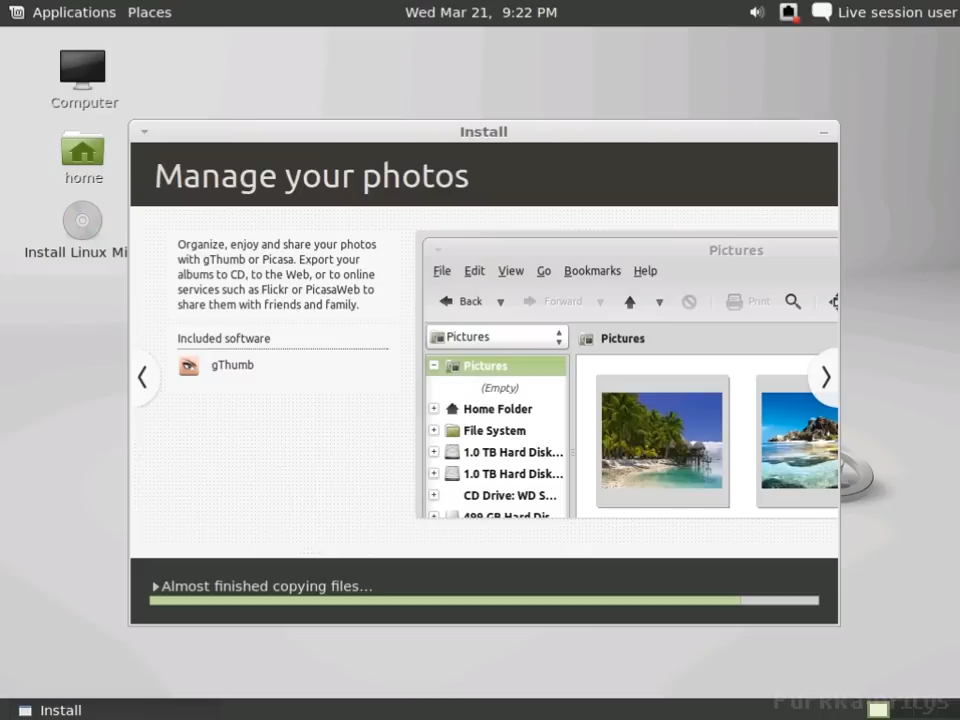 Applications Places Wed Mar 21, 9:22 PM Live session user
Computer
home
Install Linux Mi
Install
Manage your photos
Organize, enjoy and share your photos
with gThumb or Picasa. Export your
albums to CD, to the Web, or to online
services such as Flickr or PicasaWeb to
share them with friends and family.
Included software
gThumb
Pictures
File Edit View Go Bookmarks Help
Back Forward Print
Pictures Pictures
Pictures
(Empty)
Home Folder
File System
1.0 TB Hard Disk...
1.0 TB Hard Disk...
CD Drive: WD S...
499 GB Hard Dis
Almost finished copying files...
Install